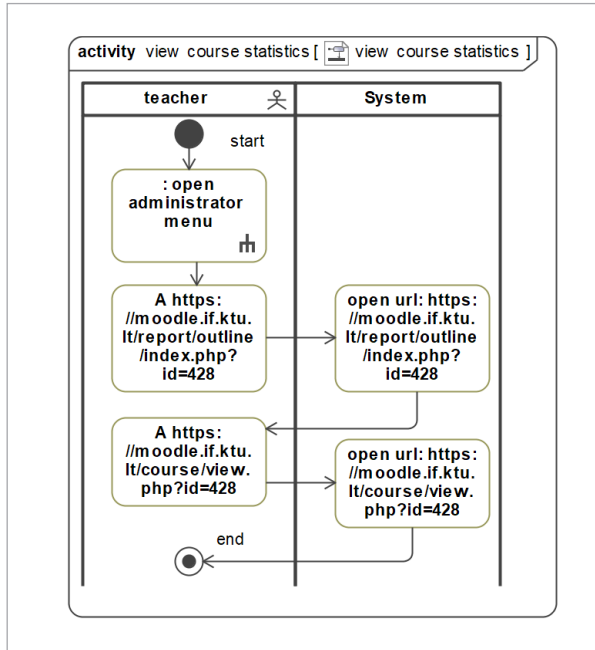 activity view course statistics [ view course statistics ]
teacher
System
start
: open
administrator
menu
A https:
//moodle.if.ktu.
lt/report/outline
/index.php?
id=428
open url: https:
//moodle.if.ktu.
lt/report/outline
/index.php?
id=428
A https:
//moodle.if.ktu.
lt/course/view.
php?id=428
open url: https:
//moodle.if.ktu.
lt/course/view.
php?id=428
end